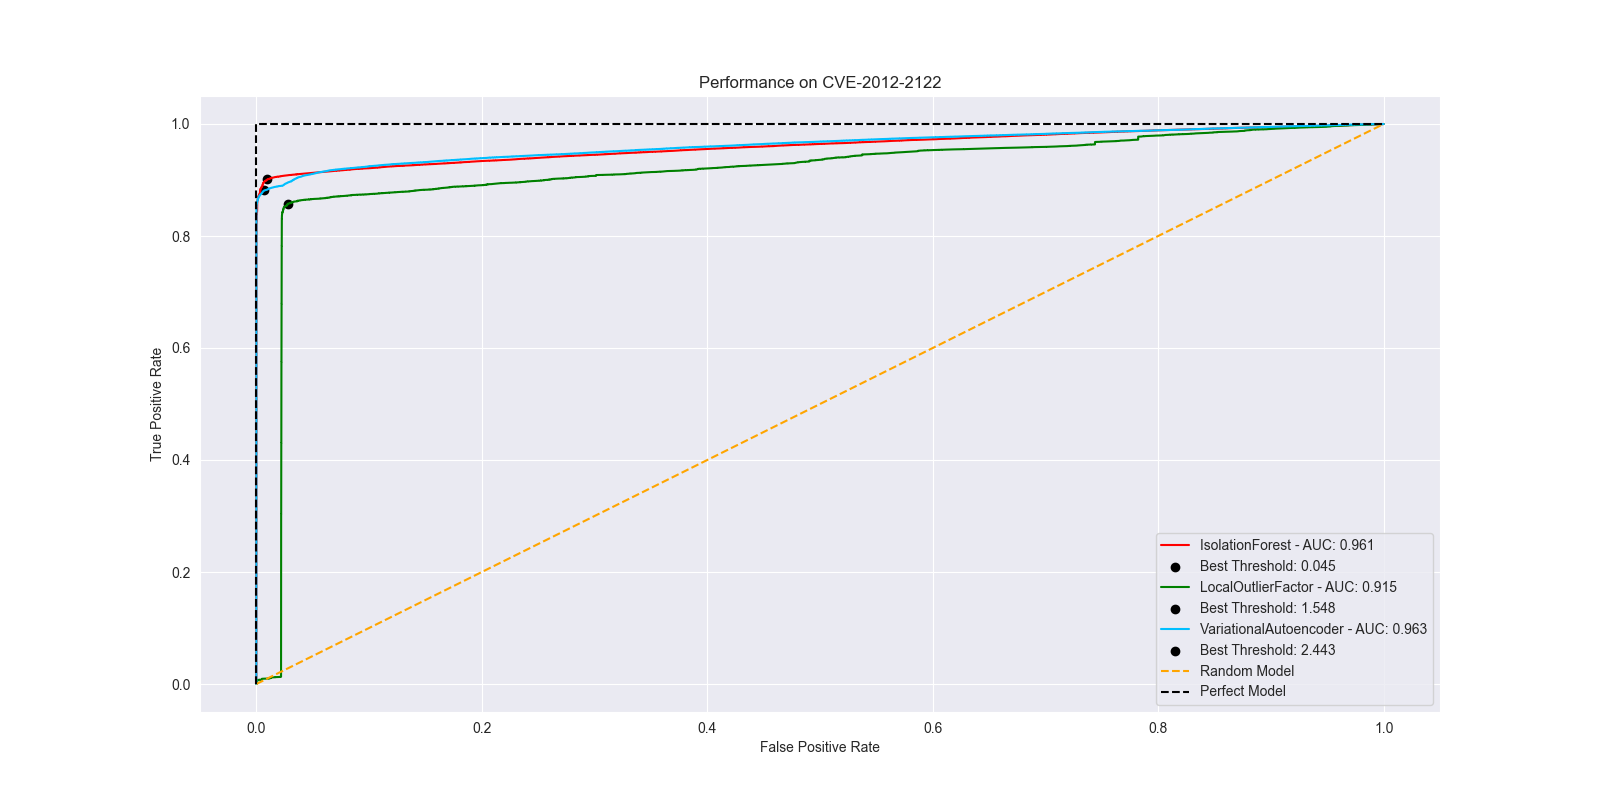 Performance on CVE-2012-2122
1.0
0.8
0.6
0.4
0.2
0.0
True Positive Rate
0.0 0.2 0.4 0.6 0.8 1.0
False Positive Rate
IsolationForest - AUC: 0.961
Best Threshold: 0.045
LocalOutlierFactor - AUC: 0.915
Best Threshold: 1.548
VariationalAutoencoder - AUC: 0.963
Best Threshold: 2.443
Random Model
Perfect Model